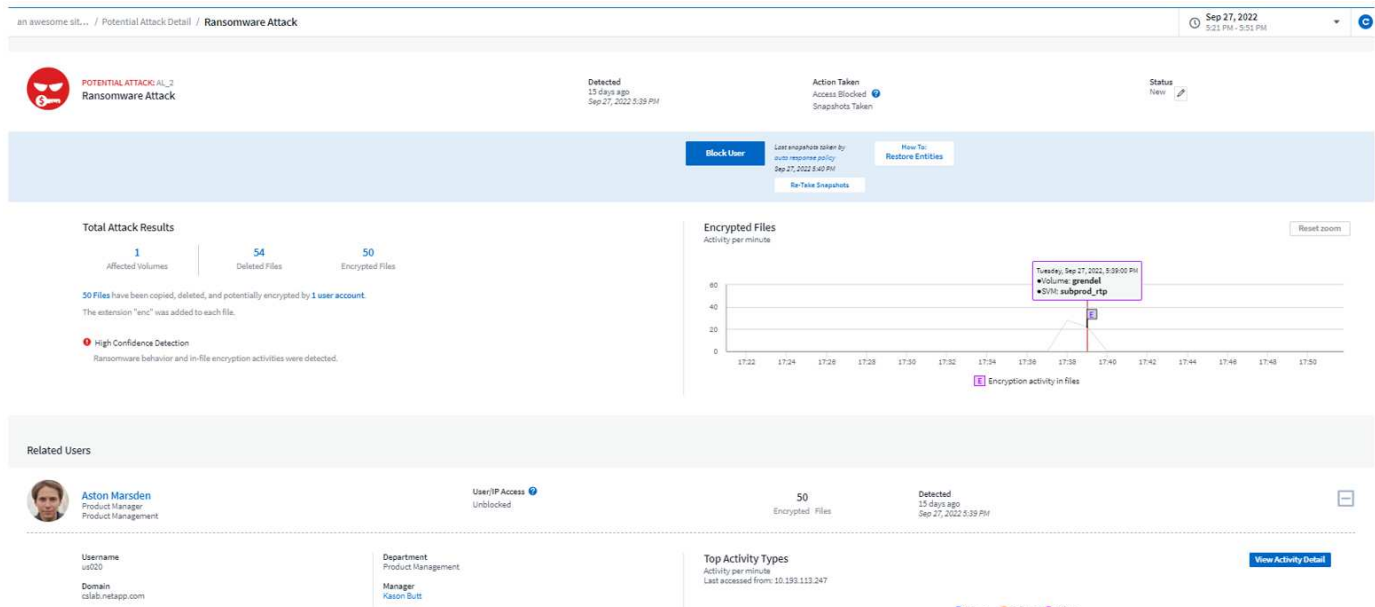 an awesome sit... / Potential Attack Detail / Ransomware Attack
Sep 27, 2022
5:21 PM - 5:51 PM
C
POTENTIAL ATTACK: AL_2
Ransomware Attack
Detected
15 days ago
Sep 27, 2022 5:39 PM
Action Taken
Access Blocked ?
Snapshots Taken
Status
New
Block User
Last snapshots taken by
auto response policy
Sep 27, 2022 5:40 PM
Re-Take Snapshots
How To:
Restore Entities
Total Attack Results
1
Affected Volumes
54
Deleted Files
50
Encrypted Files
50 Files have been copied, deleted, and potentially encrypted by 1 user account.
The extension "enc" was added to each file.
High Confidence Detection
Ransomware behavior and in-file encryption activities were detected.
Encrypted Files
Activity per minute
Reset zoom
Tuesday, Sep 27, 2022, 5:39:00 PM
●Volume: grendel
●SVM: subprod_rtp
60
40
20
0
E
17:22 17:24 17:26 17:28 17:30 17:32 17:34 17:36 17:38 17:40 17:42 17:44 17:46 17:48 17:50
E Encryption activity in files
Related Users
Aston Marsden
Product Manager
Product Management
User/IP Access ?
Unblocked
50
Encrypted Files
Detected
15 days ago
Sep 27, 2022 5:39 PM
Username
us020
Domain
cslab.netapp.com
Department
Product Management
Manager
Kason Butt
Top Activity Types
Activity per minute
Last accessed from: 10.193.113.247
View Activity Detail